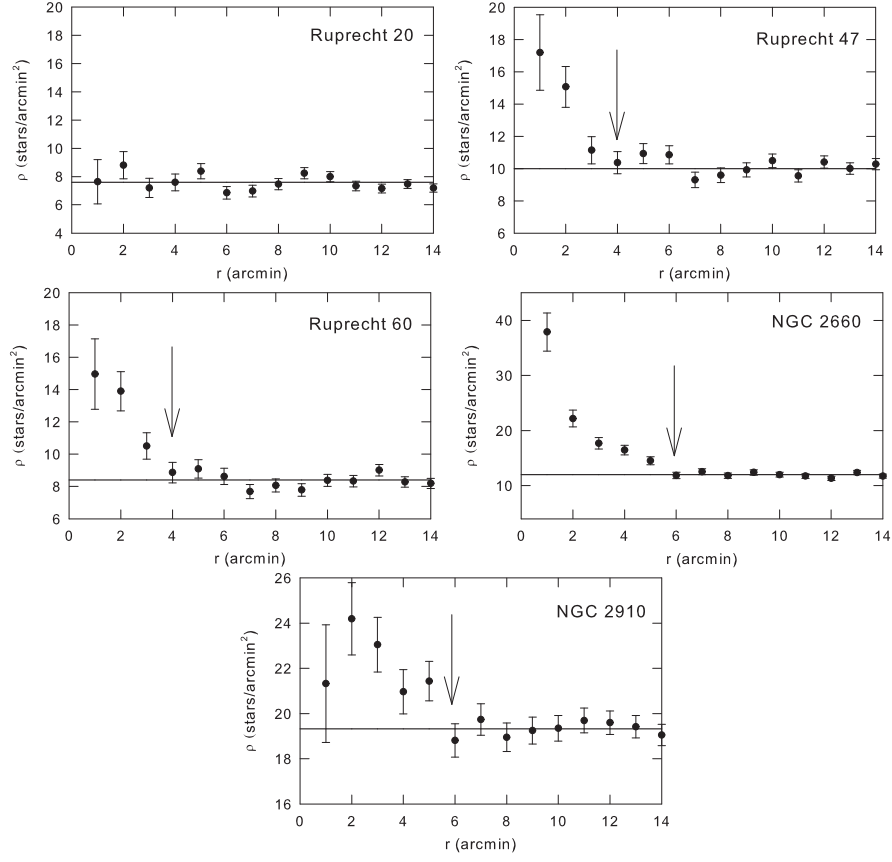 Ruprecht 20
20
18
16
14
12
10
8
6
4
0 2 4 6 8 10 12 14
ρ (stars/arcmin²)
r (arcmin)
Ruprecht 47
20
18
16
14
12
10
8
6
0 2 4 6 8 10 12 14
ρ (stars/arcmin²)
r (arcmin)
Ruprecht 60
20
18
16
14
12
10
8
6
0 2 4 6 8 10 12 14
ρ (stars/arcmin²)
r (arcmin)
NGC 2660
40
30
20
10
0 2 4 6 8 10 12 14
ρ (stars/arcmin²)
r (arcmin)
NGC 2910
26
24
22
20
18
16
0 2 4 6 8 10 12 14
ρ (stars/arcmin²)
r (arcmin)